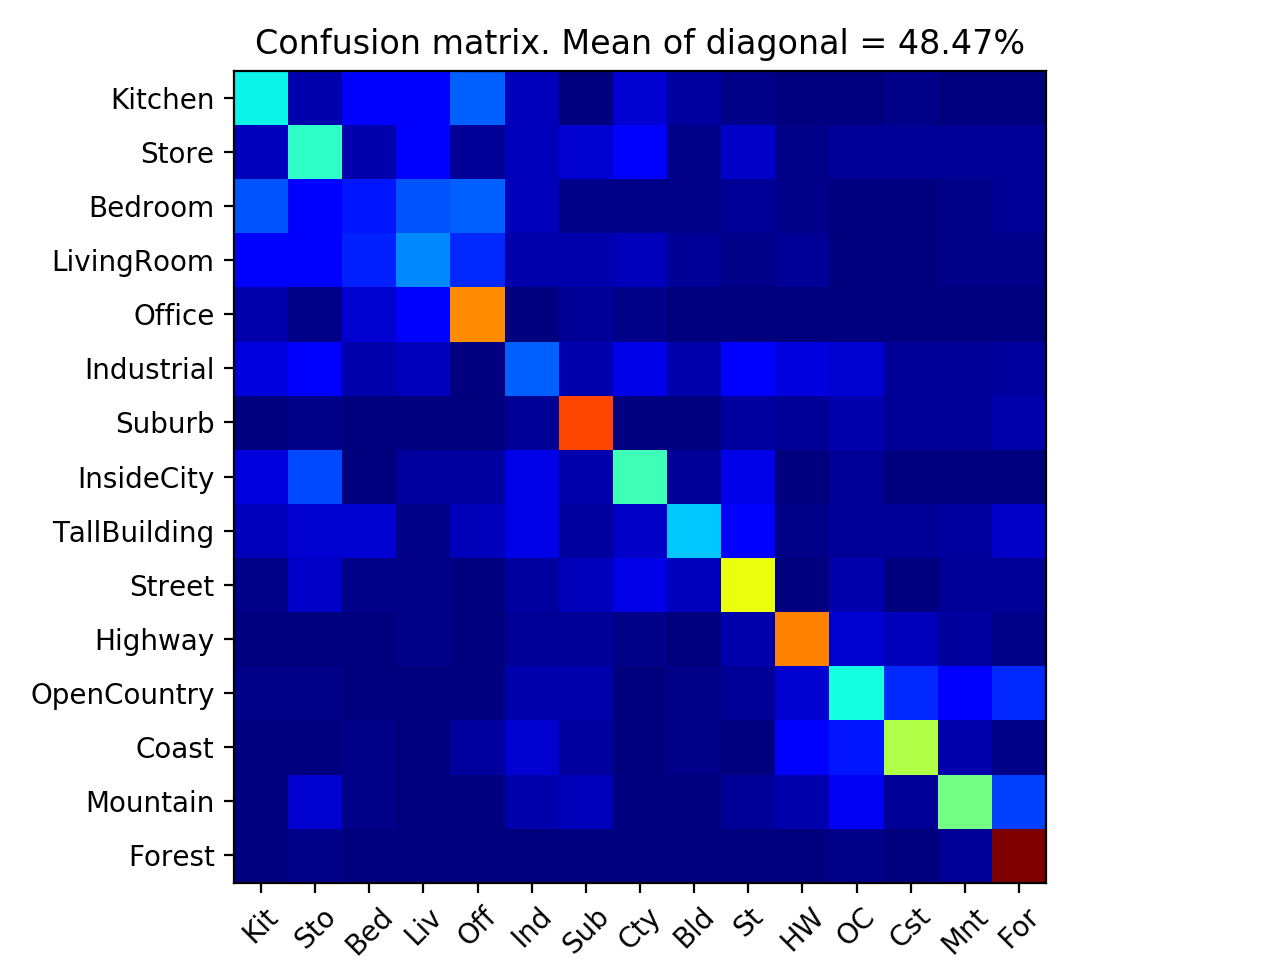 Confusion matrix. Mean of diagonal = 48.47%
Kitchen
Store
Bedroom
LivingRoom
Office
Industrial
Suburb
InsideCity
TallBuilding
Street
Highway
OpenCountry
Coast
Mountain
Forest
Kit Sto Bed Liv Off Ind Sub Cty Bld St HW OC Cst Mnt For